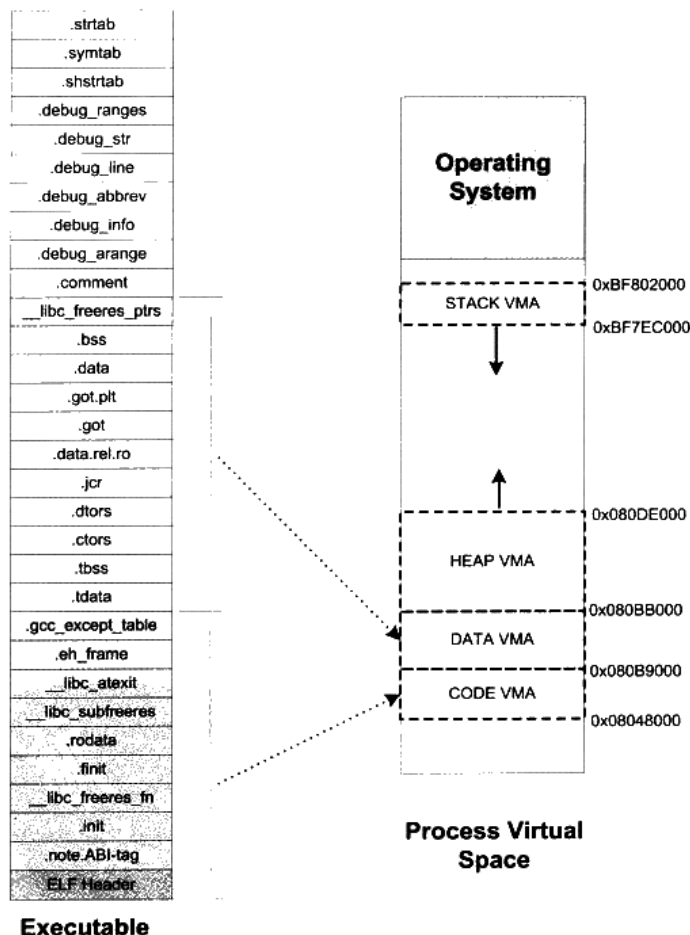 .strtab
.symtab
.shstrtab
.debug_ranges
.debug_str
.debug_line
.debug_abbrev
.debug_info
.debug_arange
.comment
__libc_freeres_ptrs
.bss
.data
.got.plt
.got
.data.rel.ro
.jcr
.dtors
.ctors
.tbss
.tdata
.gcc_except_table
.eh_frame
__libc_atexit
__libc_subfreeres
.rodata
.finit
__libc_freeres_fn
.init
.note.ABI-tag
ELF Header
Executable
Operating
System
0xBF802000
STACK VMA
0xBF7EC000
0x080DE000
HEAP VMA
0x080BB000
DATA VMA
0x080B9000
CODE VMA
0x08048000
Process Virtual
Space